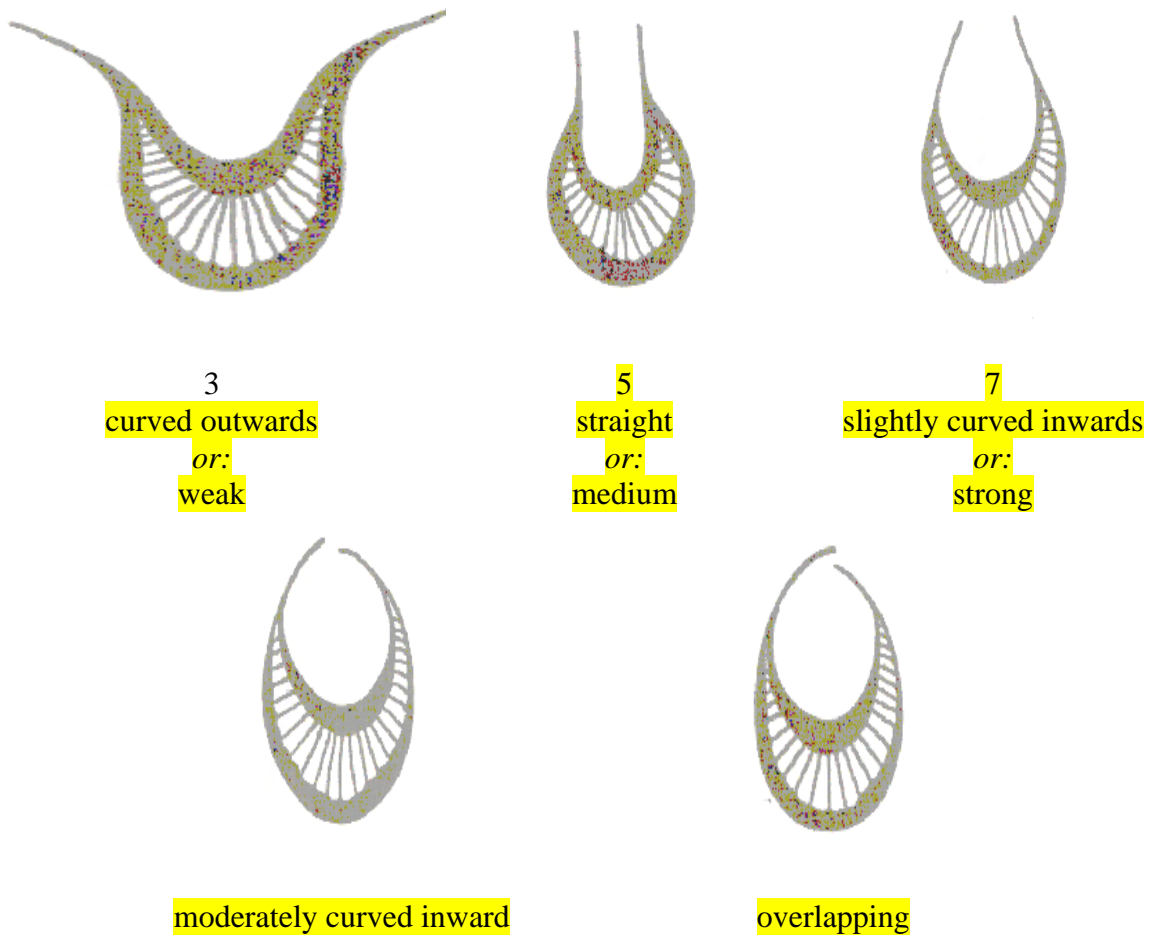 3
curved outwards
or:
weak
5
straight
or:
medium
7
slightly curved inwards
or:
strong
moderately curved inward
overlapping